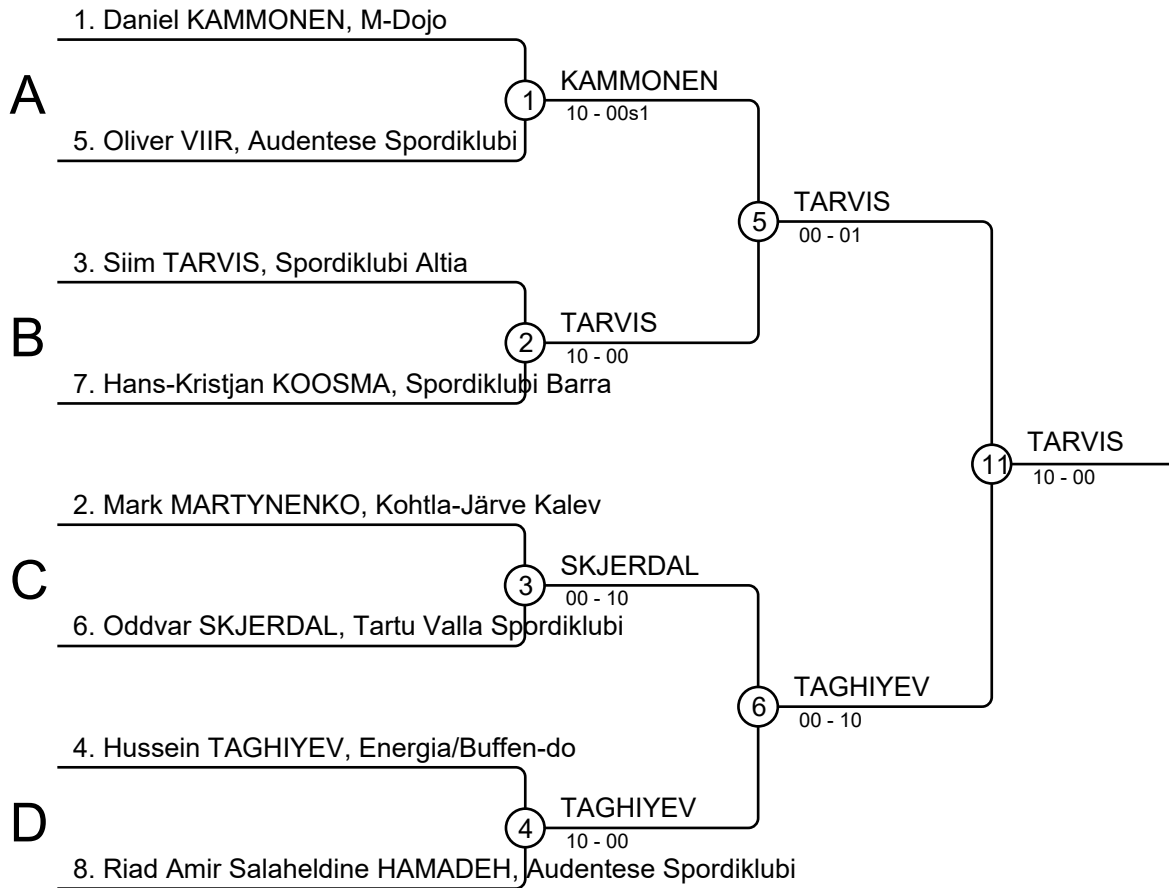 1. Daniel KAMMONEN, M-Dojo
A
1
KAMMONEN
10 - 00s1
5. Oliver VIIR, Audentese Spordiklubi
5
TARVIS
00 - 01
3. Siim TARVIS, Spordiklubi Altia
B
2
TARVIS
10 - 00
7. Hans-Kristjan KOOSMA, Spordiklubi Barra
11
TARVIS
10 - 00
2. Mark MARTYNENKO, Kohtla-Järve Kalev
C
3
SKJERDAL
00 - 10
6. Oddvar SKJERDAL, Tartu Valla Spordiklubi
6
TAGHIYEV
00 - 10
4. Hussein TAGHIYEV, Energia/Buffen-do
D
4
TAGHIYEV
10 - 00
8. Riad Amir Salaheldine HAMADEH, Audentese Spordiklubi